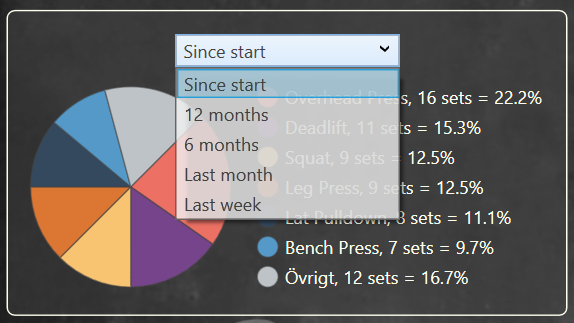 Since start
Since start
12 months
6 months
Last month
Last week
Overhead Press, 16 sets = 22.2%
Deadlift, 11 sets = 15.3%
Squat, 9 sets = 12.5%
Leg Press, 9 sets = 12.5%
Lat Pulldown, 8 sets = 11.1%
Bench Press, 7 sets = 9.7%
Övrigt, 12 sets = 16.7%